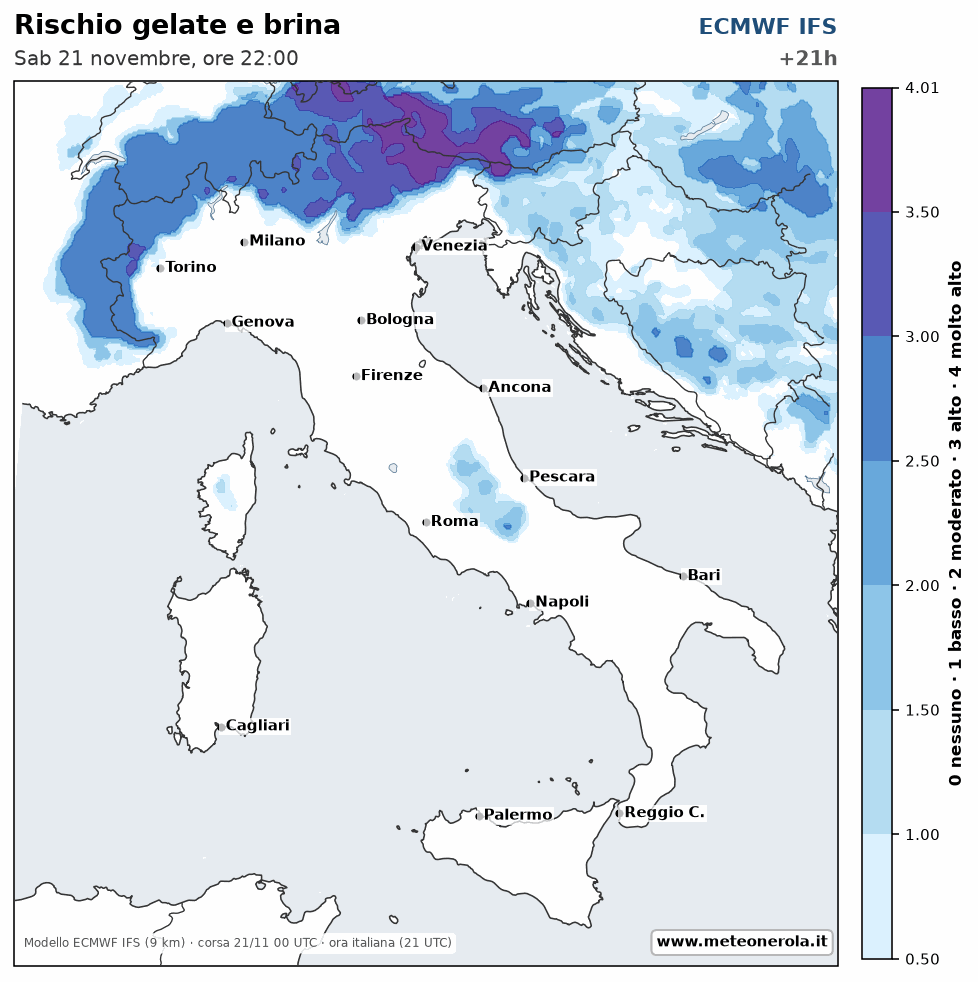 Rischio gelate e brina
ECMWF IFS
Sab 21 novembre, ore 22:00
+21h
4.01
3.50
3.00
2.50
2.00
1.50
1.00
0.50
0 nessuno · 1 basso · 2 moderato · 3 alto · 4 molto alto
Milano
Venezia
Torino
Genova
Bologna
Firenze
Ancona
Pescara
Roma
Bari
Napoli
Cagliari
Palermo
Reggio C.
Modello ECMWF IFS (9 km) · corsa 21/11 00 UTC · ora italiana (21 UTC)
www.meteonerola.it